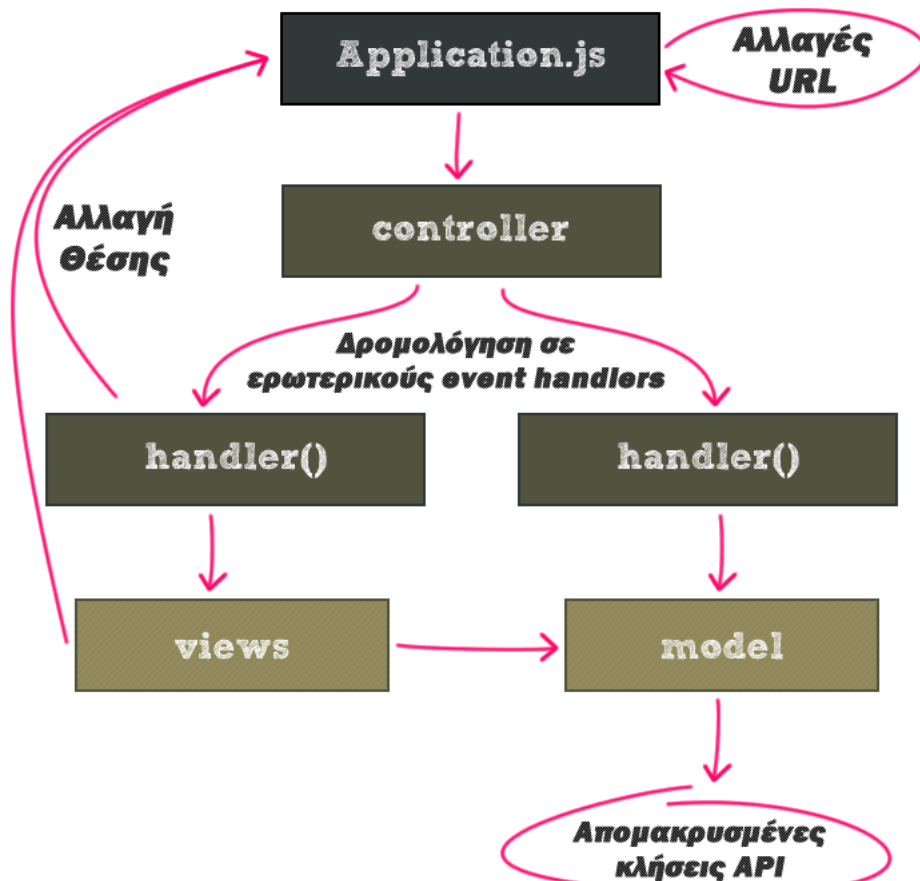 Application.js
Αλλαγές
URL
controller
Αλλαγή
Θέσης
Δρομολόγηση σε
ερωτερικούς event handlers
handler()
handler()
views
model
Απομακρυσμένες
κλήσεις API